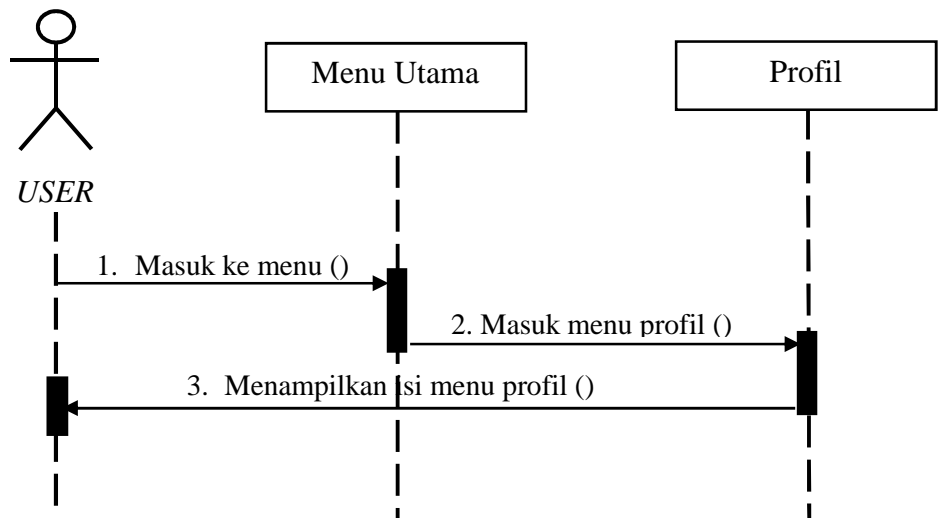 Menu Utama
Profil
USER
1. Masuk ke menu ()
2. Masuk menu profil ()
3. Menampilkan isi menu profil ()